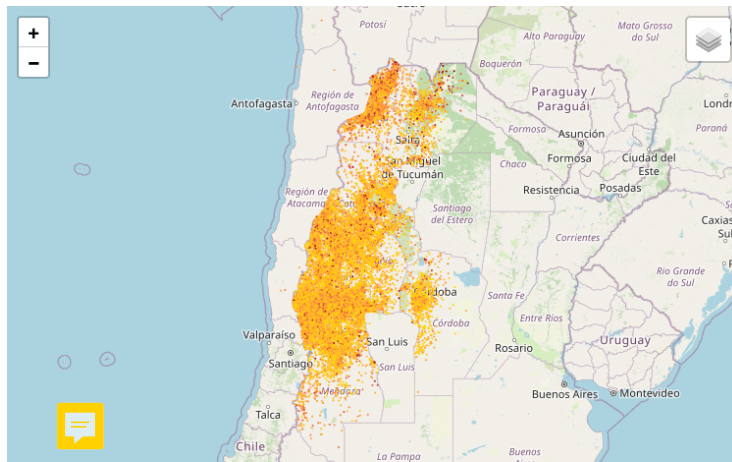 +
−
Potosí
Sucre
Mato Grosso
do Sul
Alto Paraguay
Boquerón
Antofagasta
Región de
Antofagasta
Paraguay /
Paraguái
Londr
Salta
Formosa
Asunción
Paraná
San Miguel
de Tucumán
Chaco
Formosa
Ciudad del
Este
Resistencia
Posadas
Región de
Atacama
Santiago
del Estero
Caxias
Corrientes
Córdoba
Santa Fe
Rio Grande
do Sul
Entre Ríos
Córdoba
Valparaíso
San Luis
Rosario
Uruguay
Santiago
San Luis
Mendoza
Buenos Aires
Montevideo
Talca
Chile
La Pampa
Buenos
Aires